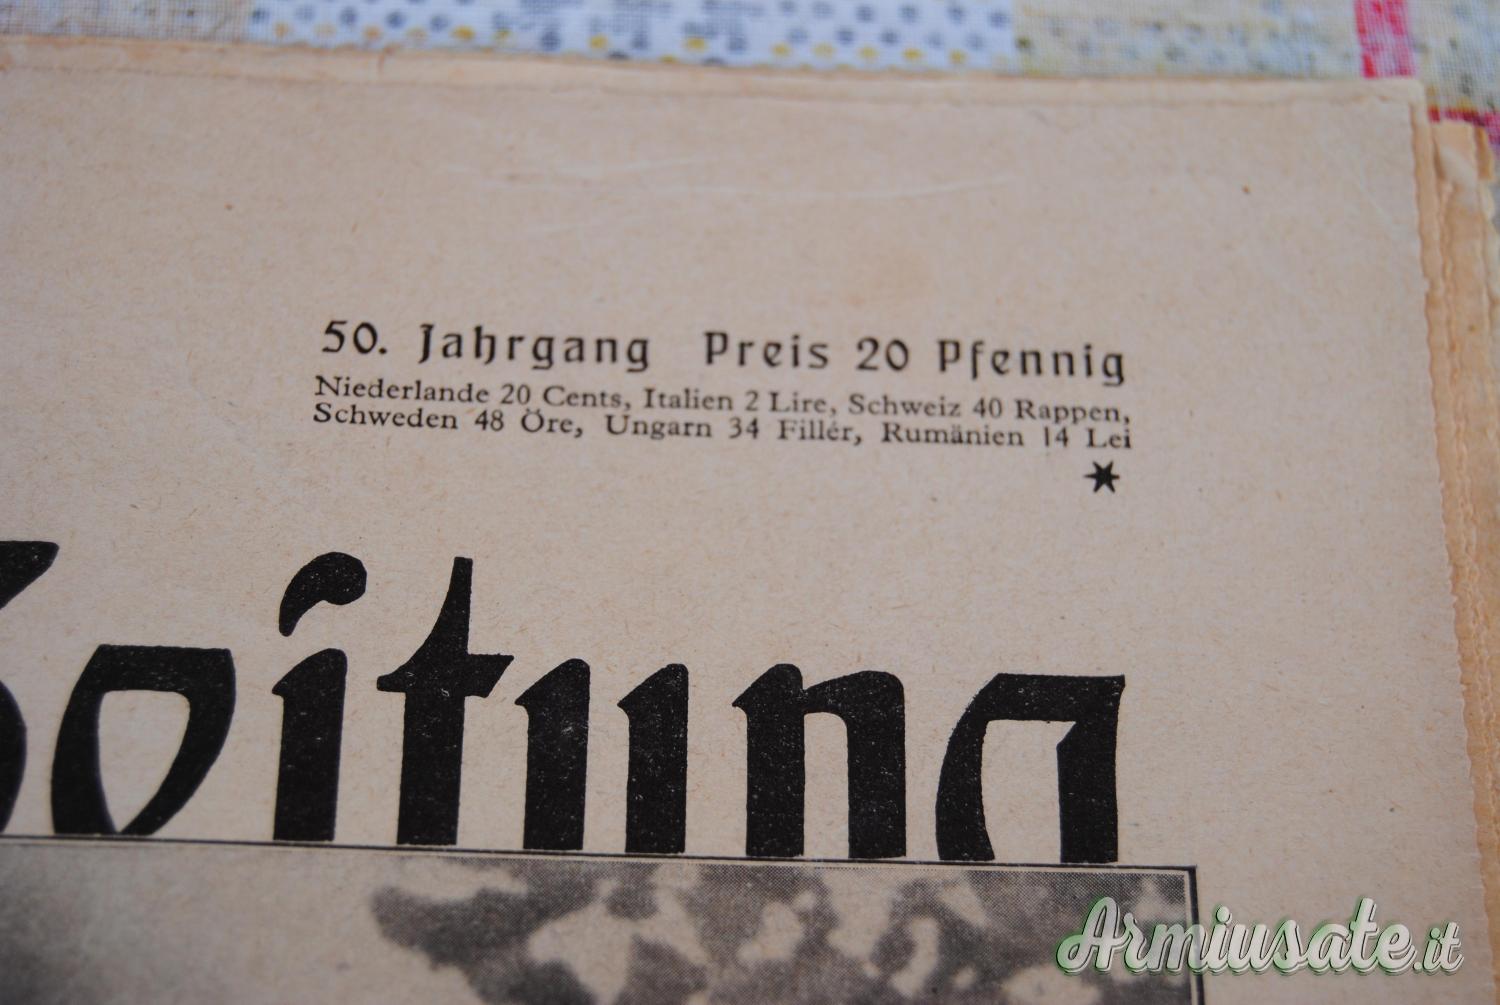 50. Jahrgang Preis 20 Pfennig
Niederlande 20 Cents, Italien 2 Lire, Schweiz 40 Rappen,
Schweden 48 Öre, Ungarn 34 Fillér, Rumänien 14 Lei
Zeitung
Armiusate.it